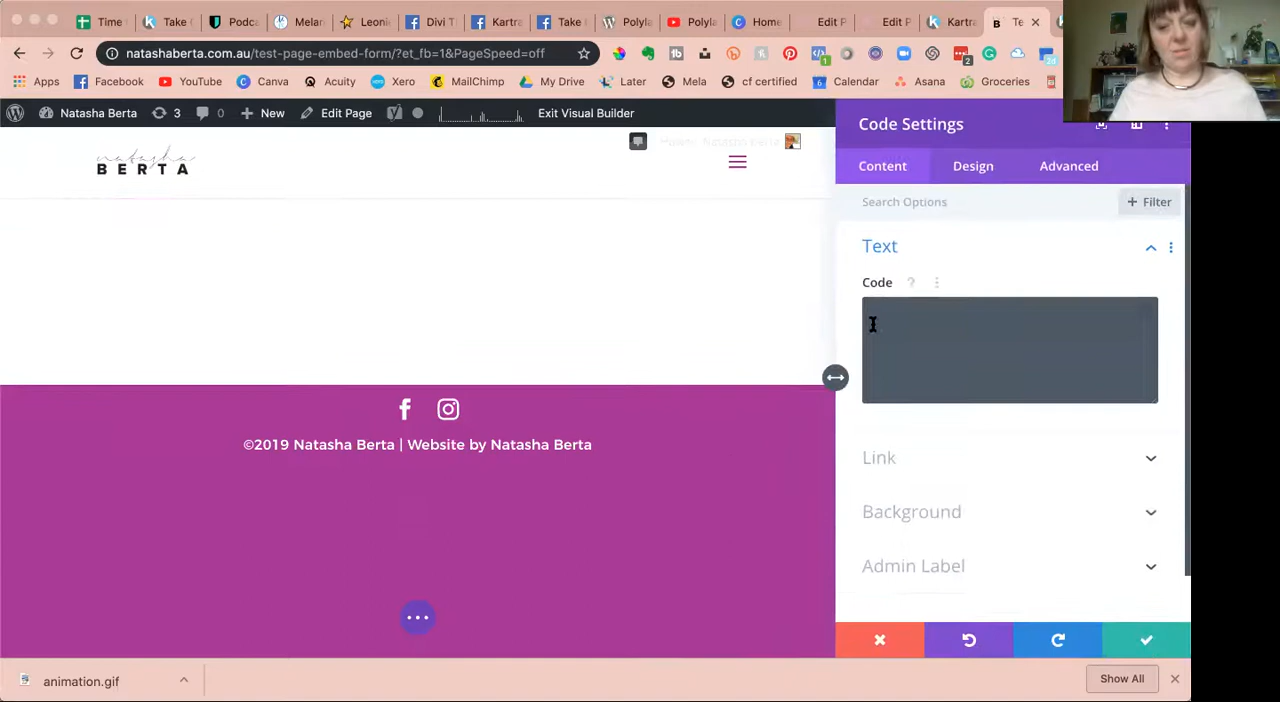 Time
Take
Podca
Melan
Leonie
Divi T
Kartra
Take
Polyla
Polyla
Home
Edit P
Edit P
Kartra
Te
natashaberta.com.au/test-page-embed-form/?et_fb=1&PageSpeed=off
Apps
Facebook
YouTube
Canva
Acuity
Xero
MailChimp
My Drive
Later
Mela
cf certified
Calendar
Asana
Groceries
Natasha Berta
3
0
New
Edit Page
Exit Visual Builder
Code Settings
natasha
BERTA
Howdy, Natasha Berta
Content
Design
Advanced
Search Options
+ Filter
Text
Code
Link
Background
Admin Label
©2019 Natasha Berta | Website by Natasha Berta
animation.gif
Show All